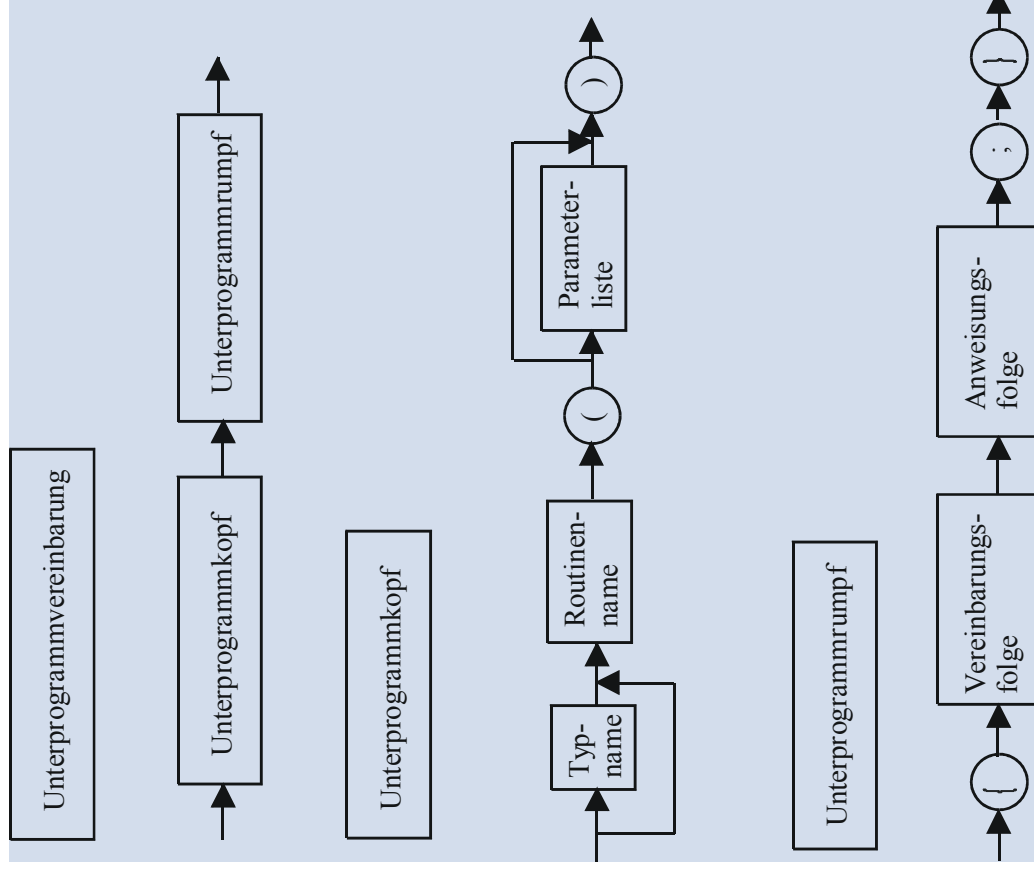 Unterprogrammvereinbarung
Unterprogrammkopf
Unterprogrammrumpf
Unterprogrammkopf
Typ-
name
Routinen-
name
(
Parameter-
liste
)
Unterprogrammrumpf
{
Vereinbarungs-
folge
Anweisungs-
folge
;
}